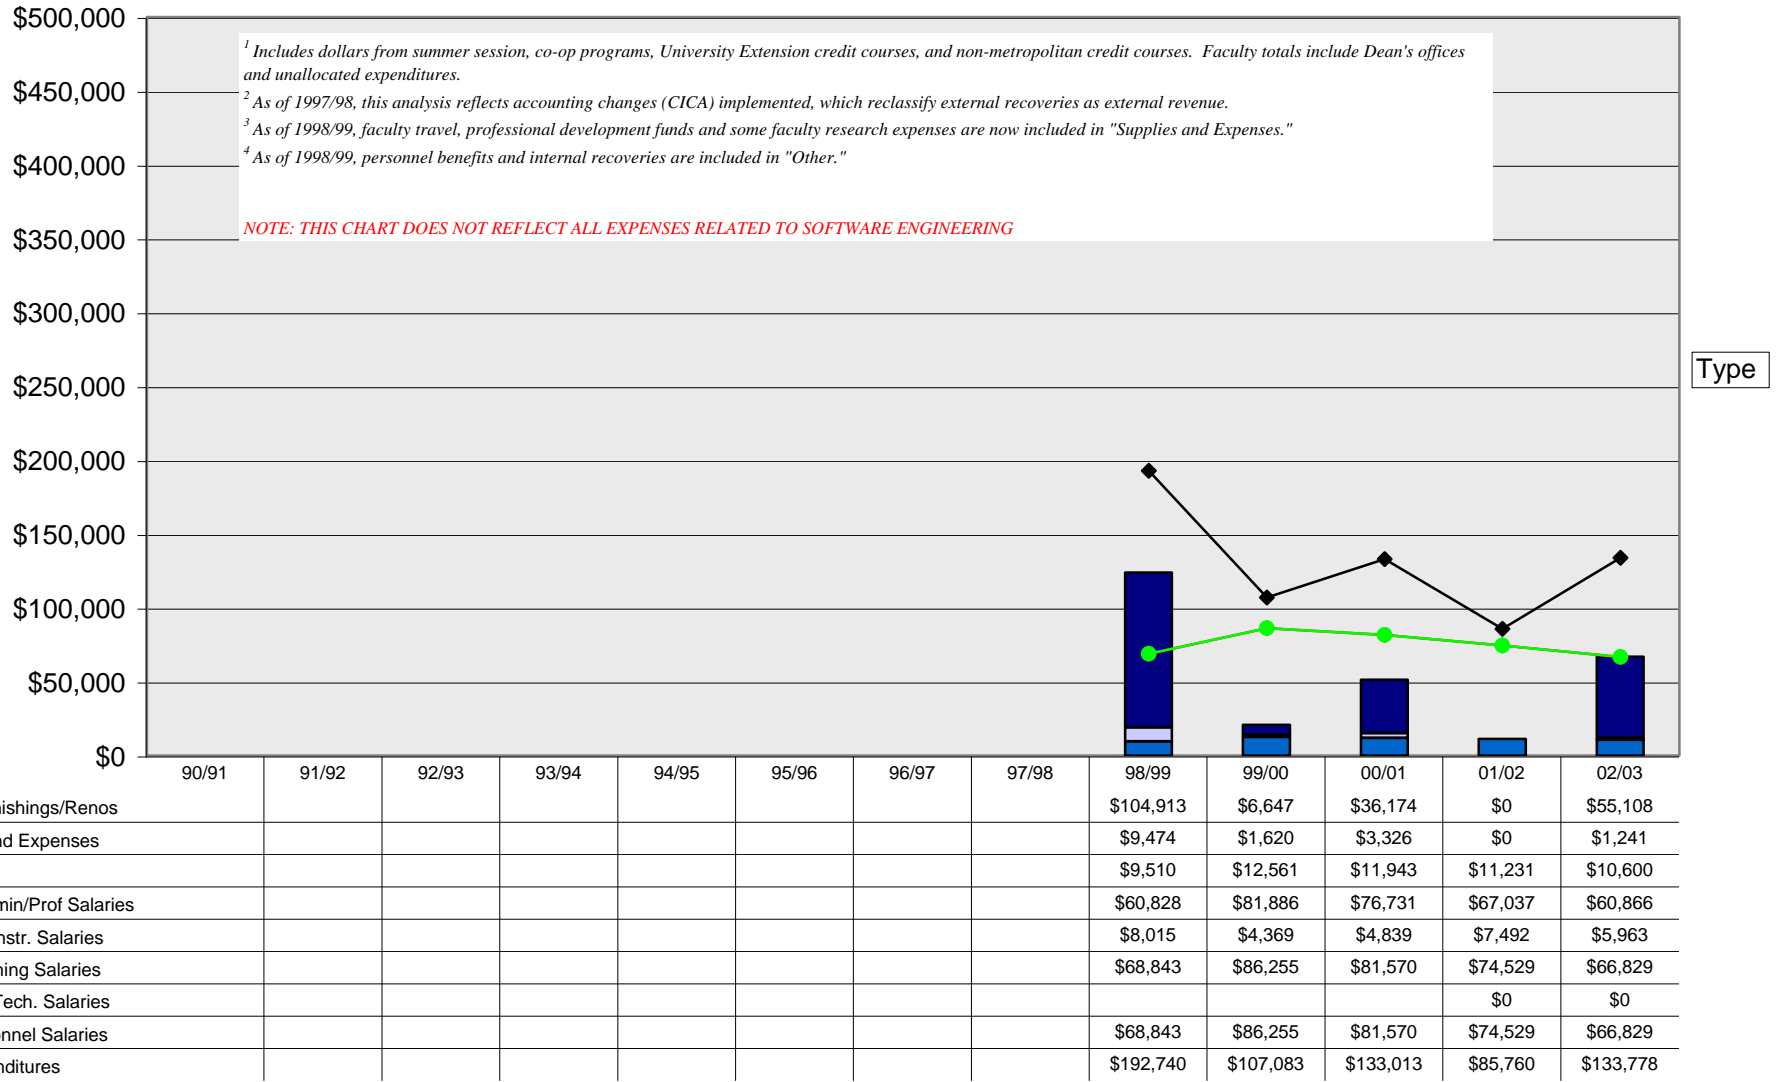 $500,000
1 Includes dollars from summer session, co-op programs, University Extension credit courses, and non-metropolitan credit courses.  Faculty totals include Dean's offices
and unallocated expenditures.
$450,000
2 As of 1997/98, this analysis reflects accounting changes (CICA) implemented, which reclassify external recoveries as external revenue.
3 As of 1998/99, faculty travel, professional development funds and some faculty research expenses are now included in "Supplies and Expenses."
4 As of 1998/99, personnel benefits and internal recoveries are included in "Other."
$400,000
NOTE: THIS CHART DOES NOT REFLECT ALL EXPENSES RELATED TO SOFTWARE ENGINEERING
$350,000
$300,000
$250,000
Type
$200,000
$150,000
$100,000
$50,000
$0
90/91 91/92 92/93 93/94 94/95 95/96 96/97 97/98 98/99 99/00 00/01 01/02 02/03
nishings/Renos $104,913 $6,647 $36,174 $0 $55,108
nd Expenses $9,474 $1,620 $3,326 $0 $1,241
$9,510 $12,561 $11,943 $11,231 $10,600
min/Prof Salaries $60,828 $81,886 $76,731 $67,037 $60,866
nstr. Salaries $8,015 $4,369 $4,839 $7,492 $5,963
ning Salaries $68,843 $86,255 $81,570 $74,529 $66,829
Tech. Salaries $0 $0
onnel Salaries $68,843 $86,255 $81,570 $74,529 $66,829
nditures $192,740 $107,083 $133,013 $85,760 $133,778